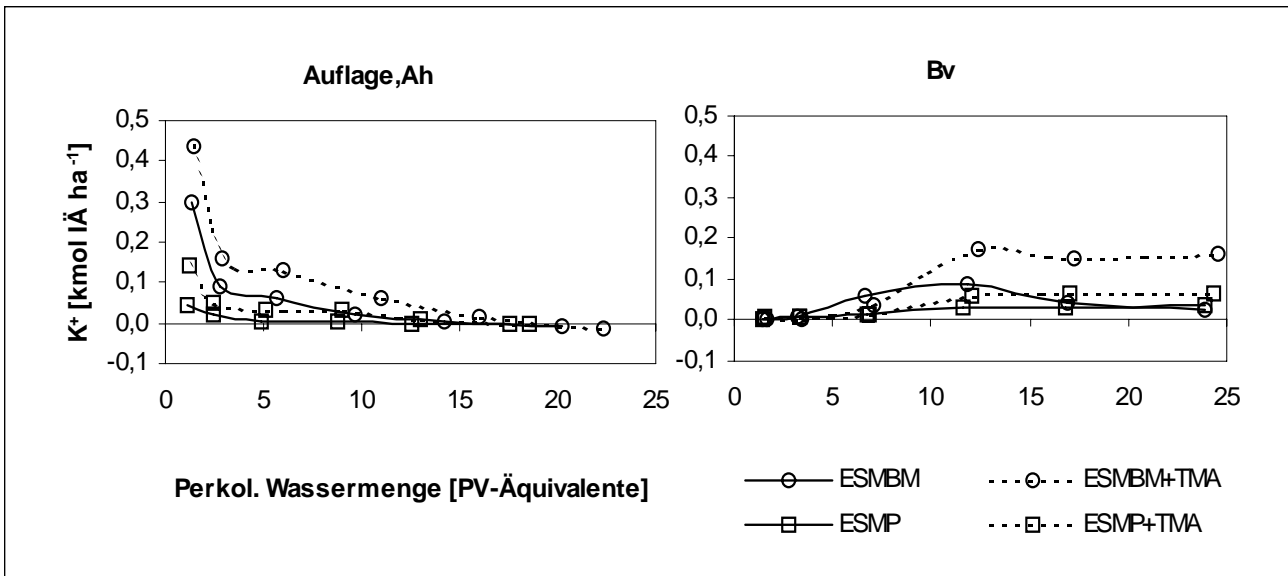 Auflage,Ah
K⁺ [kmol IÄ ha⁻¹]
0,5
0,4
0,3
0,2
0,1
0,0
-0,1
0 5 10 15 20 25
Bv
0,5
0,4
0,3
0,2
0,1
0,0
-0,1
0 5 10 15 20 25
Perkol. Wassermenge [PV-Äquivalente]
ESMBM ESMBM+TMA
ESMP ESMP+TMA